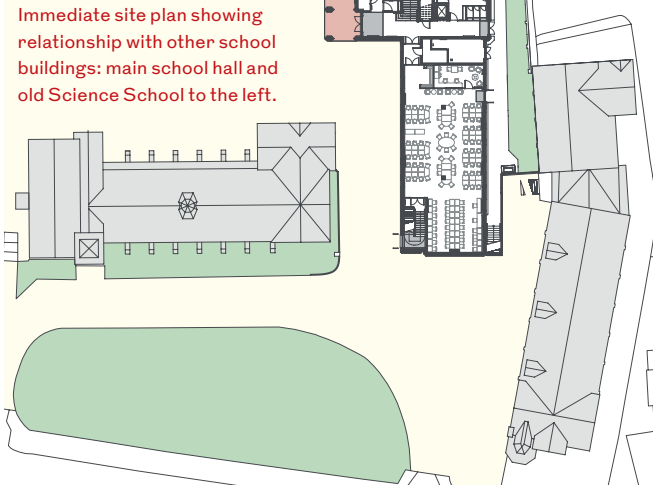 Immediate site plan showing
relationship with other school
buildings: main school hall and
old Science School to the left.